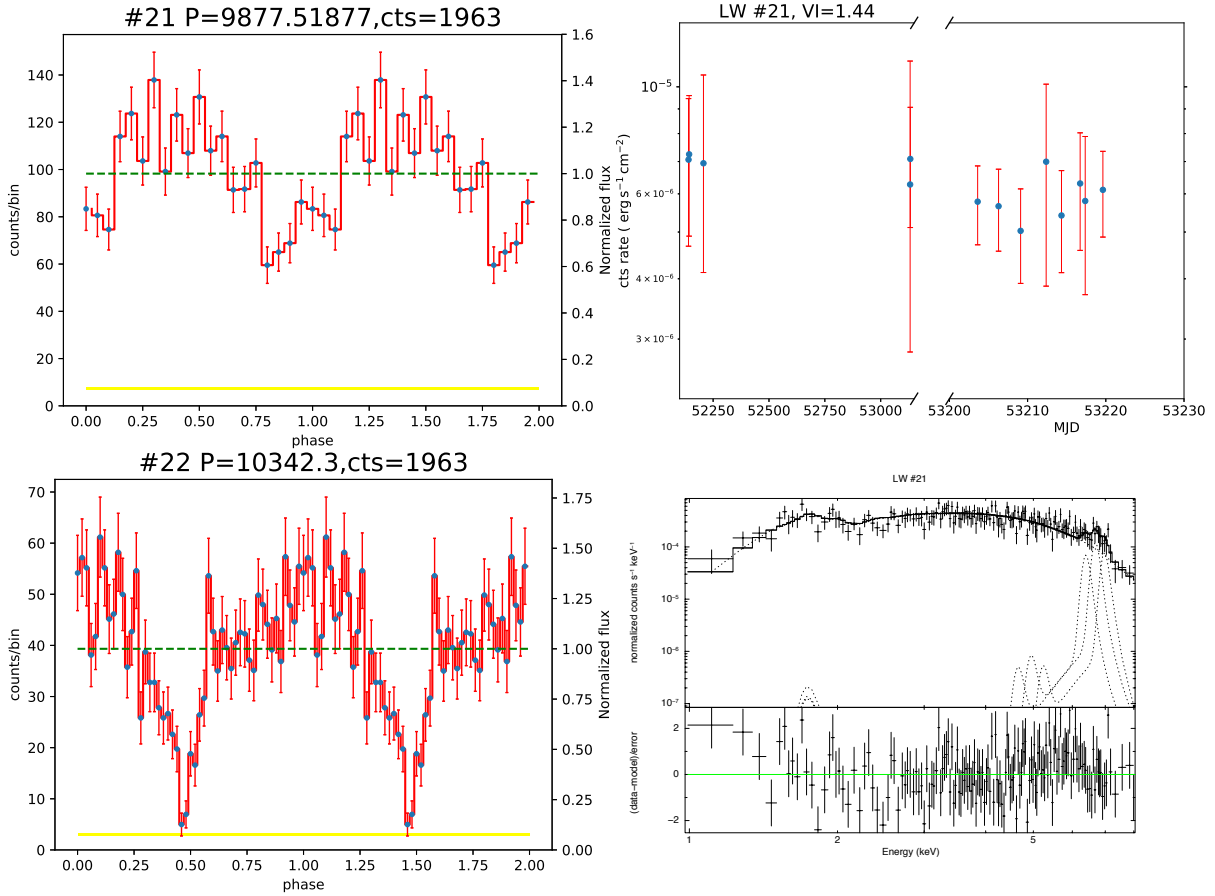 #21 P=9877.51877,cts=1963
counts/bin
140
120
100
80
60
40
20
0
1.6
1.4
1.2
1.0
0.8
0.6
0.4
0.2
0.0
Normalized flux
0.00 0.25 0.50 0.75 1.00 1.25 1.50 1.75 2.00
phase
LW #21, VI=1.44
cts rate ( erg s⁻¹ cm⁻²)
10⁻⁵
6 × 10⁻⁶
4 × 10⁻⁶
3 × 10⁻⁶
52250 52500 52750 53000 53200 53210 53220 53230
MJD
#22 P=10342.3,cts=1963
counts/bin
70
60
50
40
30
20
10
0
1.75
1.50
1.25
1.00
0.75
0.50
0.25
0.00
Normalized flux
0.00 0.25 0.50 0.75 1.00 1.25 1.50 1.75 2.00
phase
LW #21
normalized counts s⁻¹ keV⁻¹
10⁻⁴
10⁻⁵
10⁻⁶
10⁻⁷
(data−model)/error
2
0
−2
1 2 5
Energy (keV)